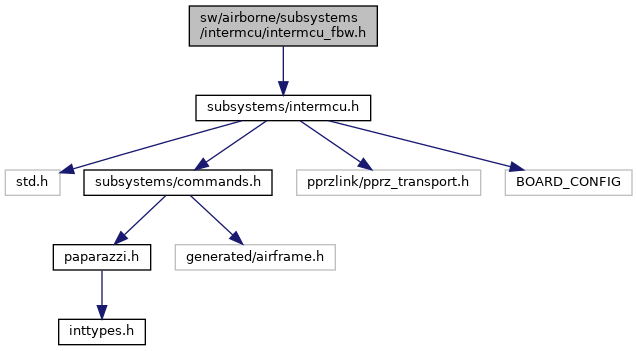 sw/airborne/subsystems
/intermcu/intermcu_fbw.h
subsystems/intermcu.h
std.h
subsystems/commands.h
pprzlink/pprz_transport.h
BOARD_CONFIG
paparazzi.h
generated/airframe.h
inttypes.h